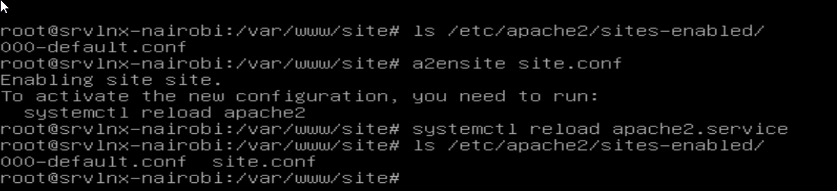 root@srvlnx-nairobi:/var/www/site# ls /etc/apache2/sites-enabled/
000-default.conf
root@srvlnx-nairobi:/var/www/site# a2ensite site.conf
Enabling site site.
To activate the new configuration, you need to run:
  systemctl reload apache2
root@srvlnx-nairobi:/var/www/site# systemctl reload apache2.service
root@srvlnx-nairobi:/var/www/site# ls /etc/apache2/sites-enabled/
000-default.conf  site.conf
root@srvlnx-nairobi:/var/www/site#